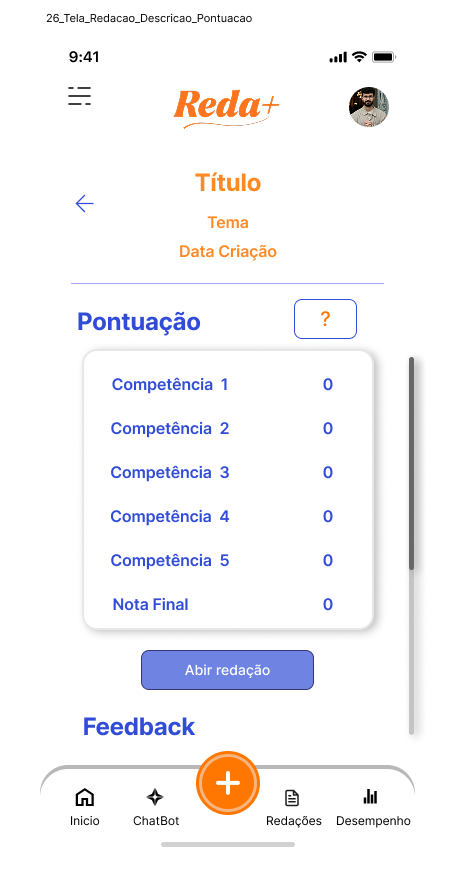 26_Tela_Redacao_Descricao_Pontuacao
9:41
Reda+
Título
Tema
Data Criação
Pontuação ?
Competência 1 0
Competência 2 0
Competência 3 0
Competência 4 0
Competência 5 0
Nota Final 0
Abir redação
Feedback
Inicio ChatBot Redações Desempenho